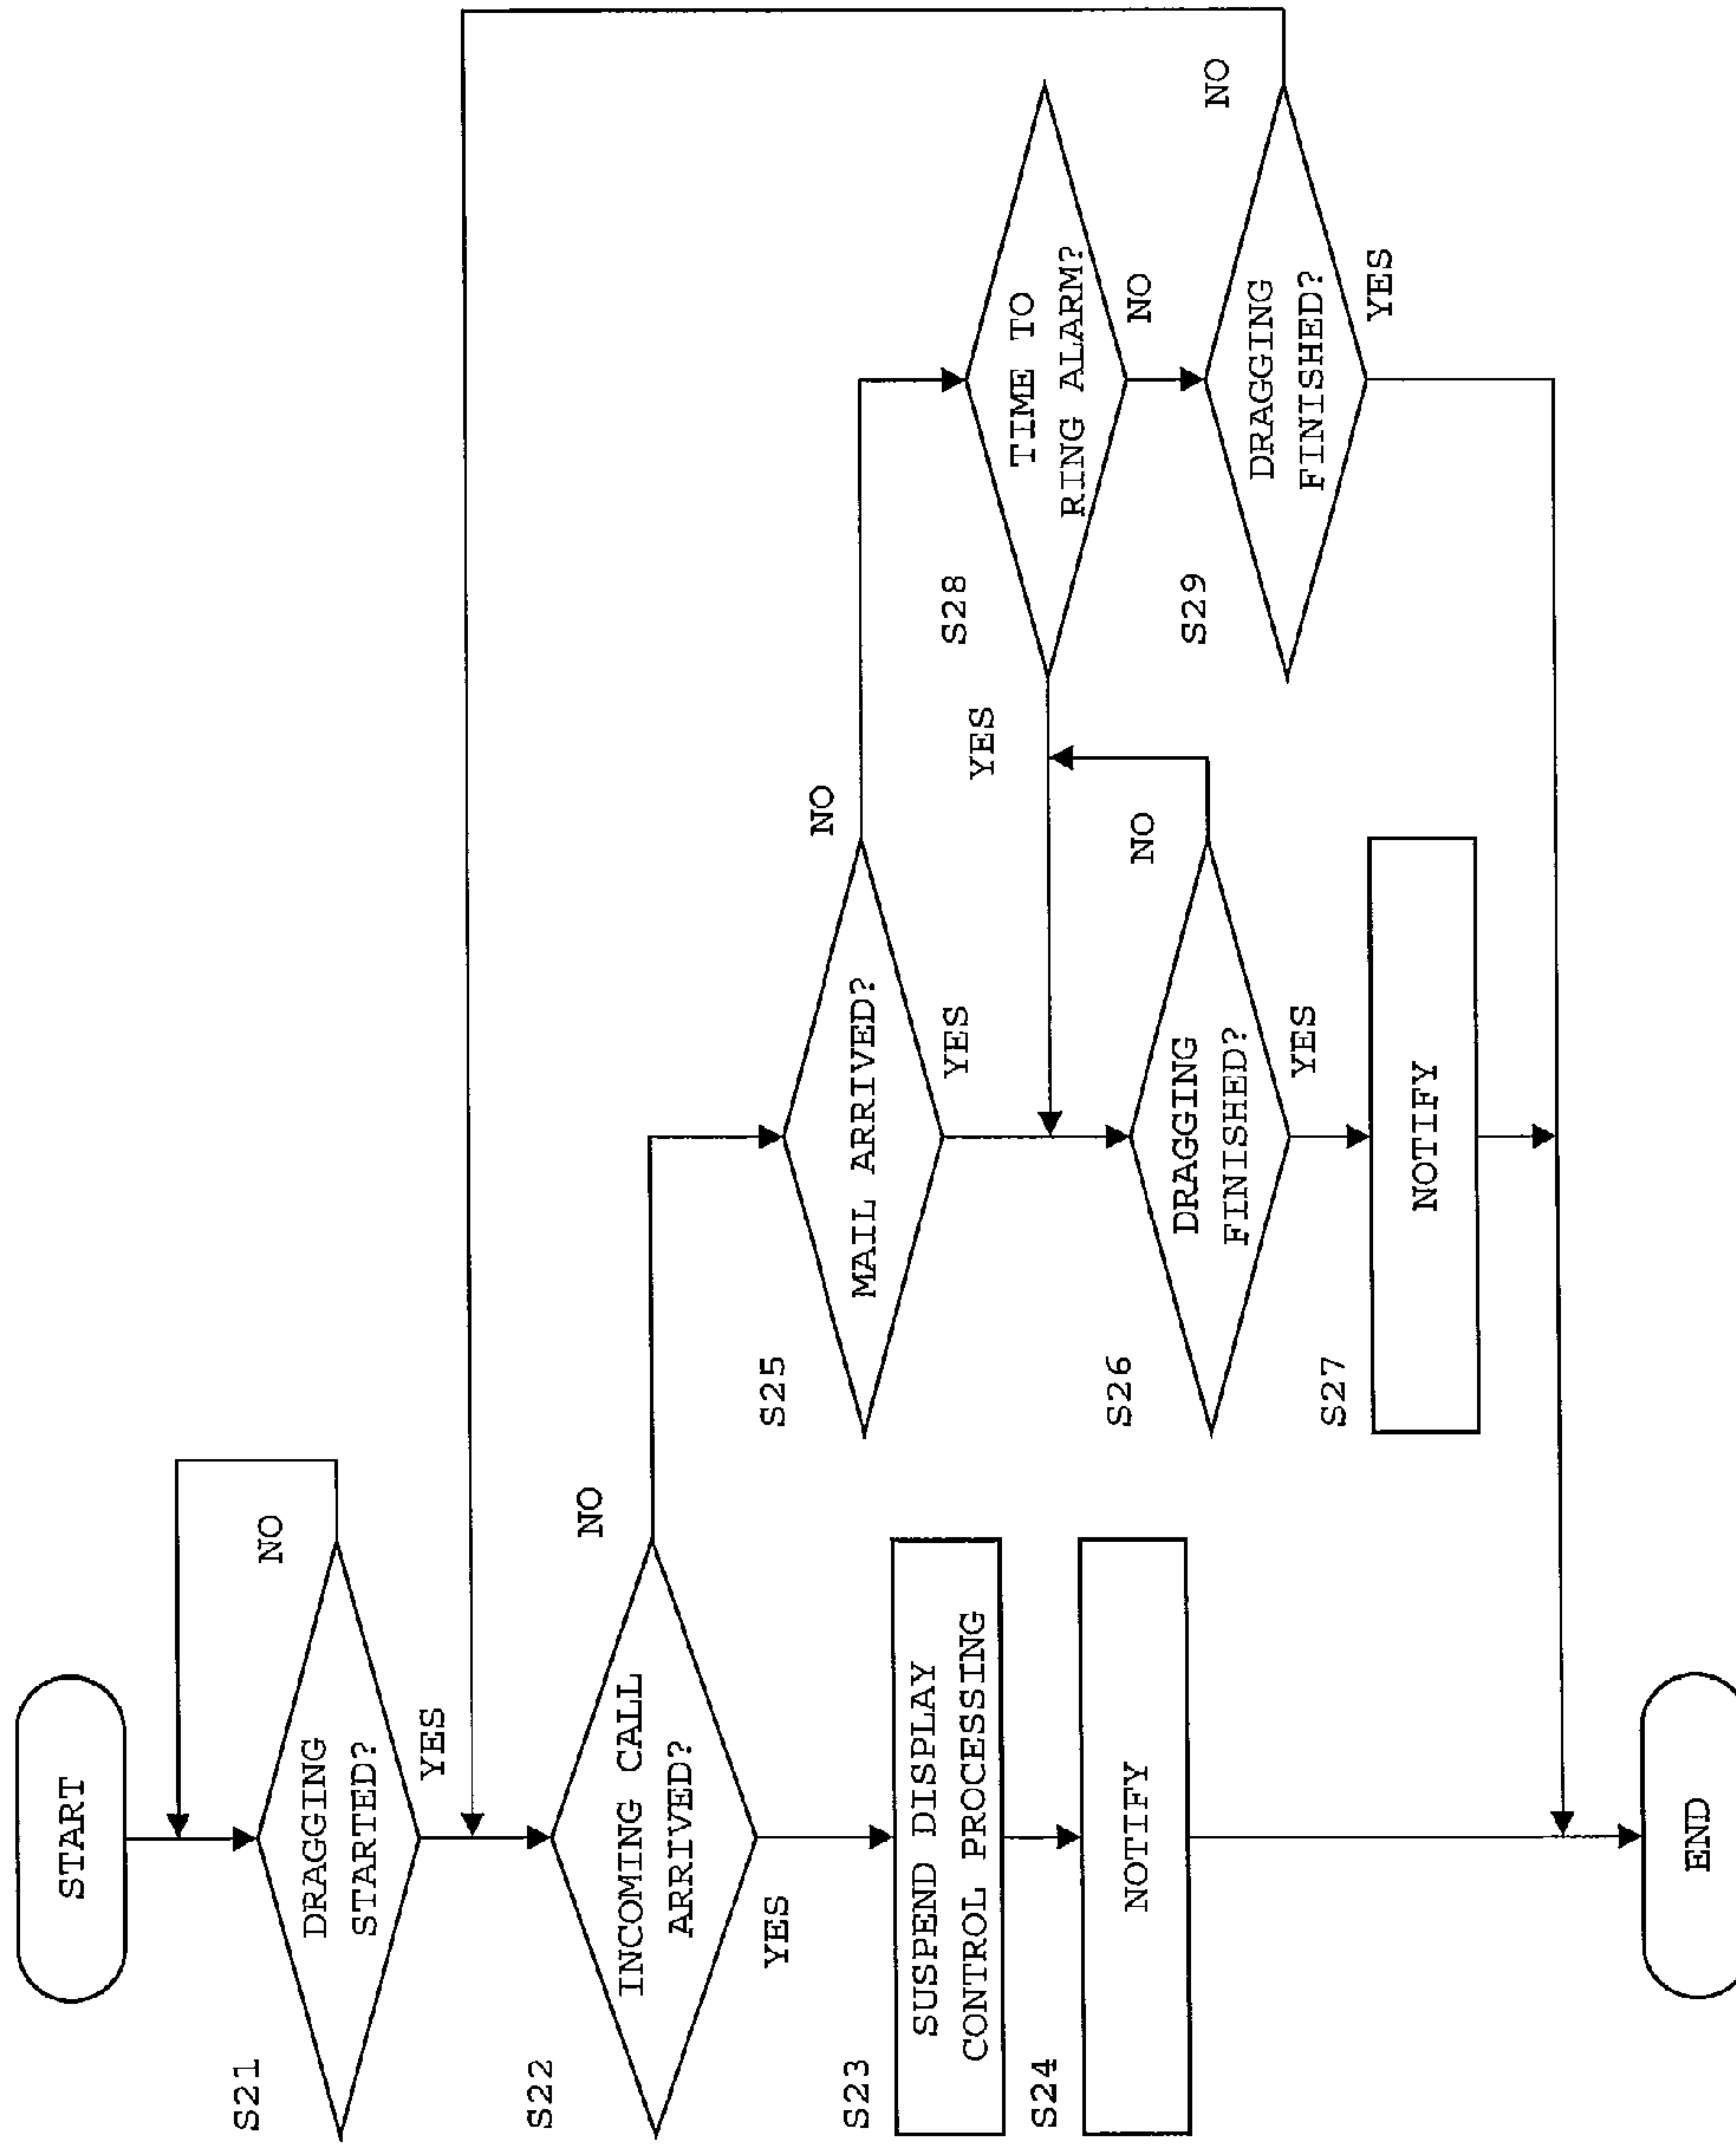 START
S21
DRAGGING
STARTED?
NO
YES
S22
INCOMING CALL
ARRIVED?
NO
YES
S23
SUSPEND DISPLAY
CONTROL PROCESSING
S24
NOTIFY
S25
MAIL ARRIVED?
NO
YES
S26
DRAGGING
FINISHED?
NO
YES
S27
NOTIFY
S28
TIME TO
RING ALARM?
YES
NO
S29
DRAGGING
FINISHED?
NO
YES
END